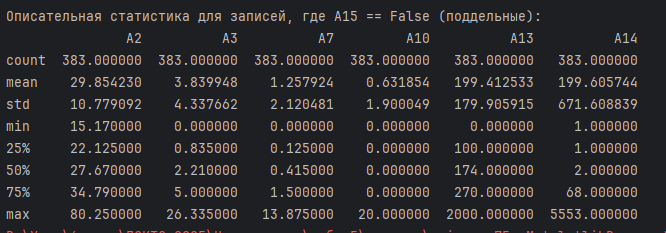 Описательная статистика для записей, где A15 == False (поддельные):
A2 A3 A7 A10 A13 A14
count 383.000000 383.000000 383.000000 383.000000 383.000000 383.000000
mean 29.854230 3.839948 1.257924 0.631854 199.412533 199.605744
std 10.779092 4.337662 2.120481 1.900049 179.905915 671.608839
min 15.170000 0.000000 0.000000 0.000000 0.000000 1.000000
25% 22.125000 0.835000 0.125000 0.000000 100.000000 1.000000
50% 27.670000 2.210000 0.415000 0.000000 174.000000 2.000000
75% 34.790000 5.000000 1.500000 0.000000 270.000000 68.000000
max 80.250000 26.335000 13.875000 20.000000 2000.000000 5553.000000